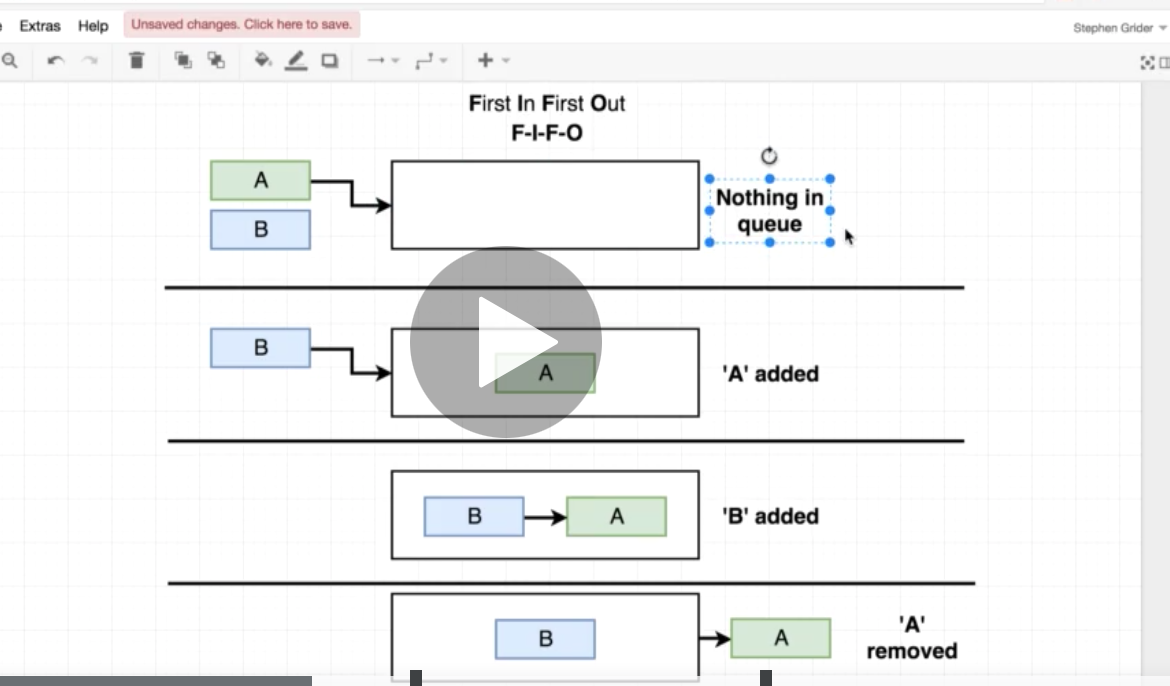 Extras Help Unsaved changes. Click here to save.
Stephen Grider
First In First Out
F-I-F-O
A
B
Nothing in
queue
B
A
'A' added
B
A
'B' added
B
A
'A'
removed